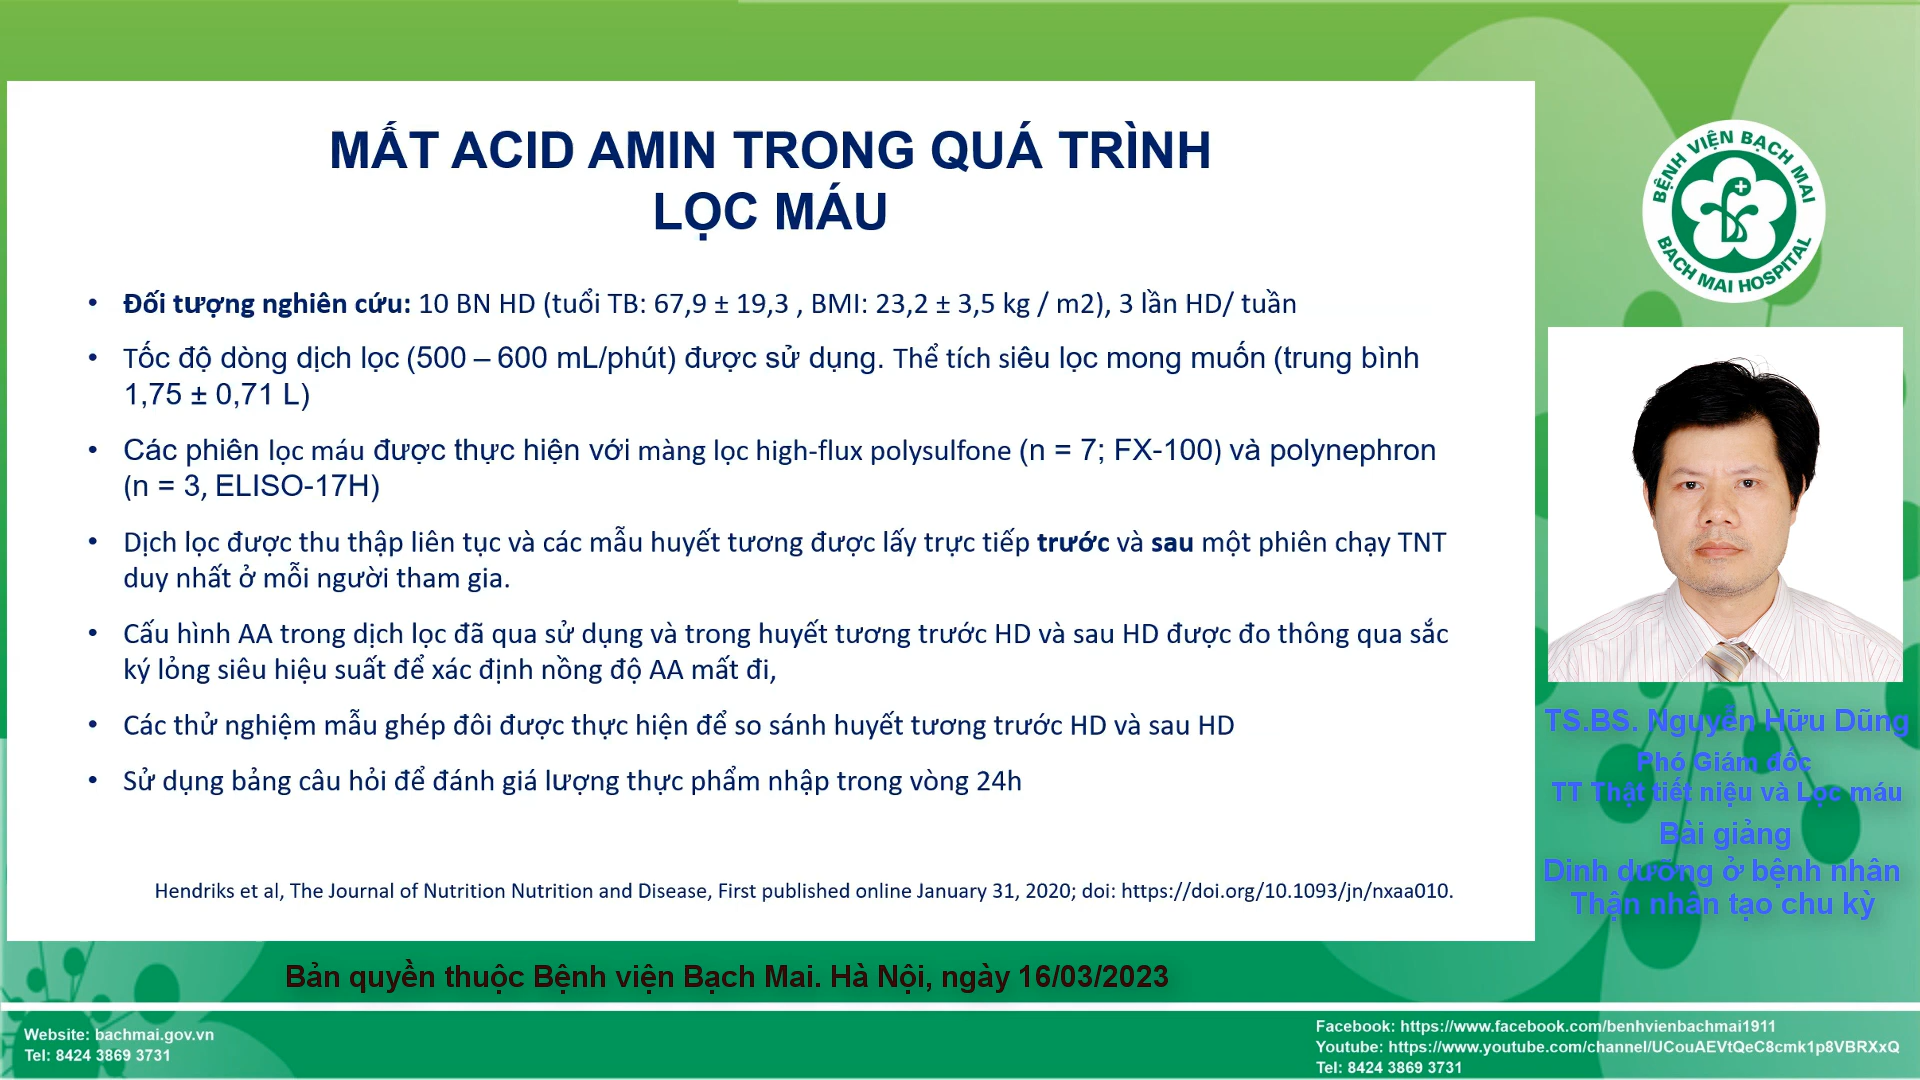 MẤT ACID AMIN TRONG QUÁ TRÌNH
LỌC MÁU
• Đối tượng nghiên cứu: 10 BN HD (tuổi TB: 67,9 ± 19,3 , BMI: 23,2 ± 3,5 kg / m2), 3 lần HD/ tuần
• Tốc độ dòng dịch lọc (500 – 600 mL/phút) được sử dụng. Thể tích siêu lọc mong muốn (trung bình
1,75 ± 0,71 L)
• Các phiên lọc máu được thực hiện với màng lọc high-flux polysulfone (n = 7; FX-100) và polynephron
(n = 3, ELISO-17H)
• Dịch lọc được thu thập liên tục và các mẫu huyết tương được lấy trực tiếp trước và sau một phiên chạy TNT
duy nhất ở mỗi người tham gia.
• Cấu hình AA trong dịch lọc đã qua sử dụng và trong huyết tương trước HD và sau HD được đo thông qua sắc
ký lỏng siêu hiệu suất để xác định nồng độ AA mất đi,
• Các thử nghiệm mẫu ghép đôi được thực hiện để so sánh huyết tương trước HD và sau HD
• Sử dụng bảng câu hỏi để đánh giá lượng thực phẩm nhập trong vòng 24h
Hendriks et al, The Journal of Nutrition Nutrition and Disease, First published online January 31, 2020; doi: https://doi.org/10.1093/jn/nxaa010.
BỆNH VIỆN BẠCH MAI
BACH MAI HOSPITAL
TS.BS. Nguyễn Hữu Dũng
Phó Giám đốc
TT Thật tiết niệu và Lọc máu
Bài giảng
Dinh dưỡng ở bệnh nhân
Thận nhân tạo chu kỳ
Bản quyền thuộc Bệnh viện Bạch Mai. Hà Nội, ngày 16/03/2023
Website: bachmai.gov.vn
Tel: 8424 3869 3731
Facebook: https://www.facebook.com/benhvienbachmai1911
Youtube: https://www.youtube.com/channel/UCouAEVtQeC8cmk1p8VBRXxQ
Tel: 8424 3869 3731